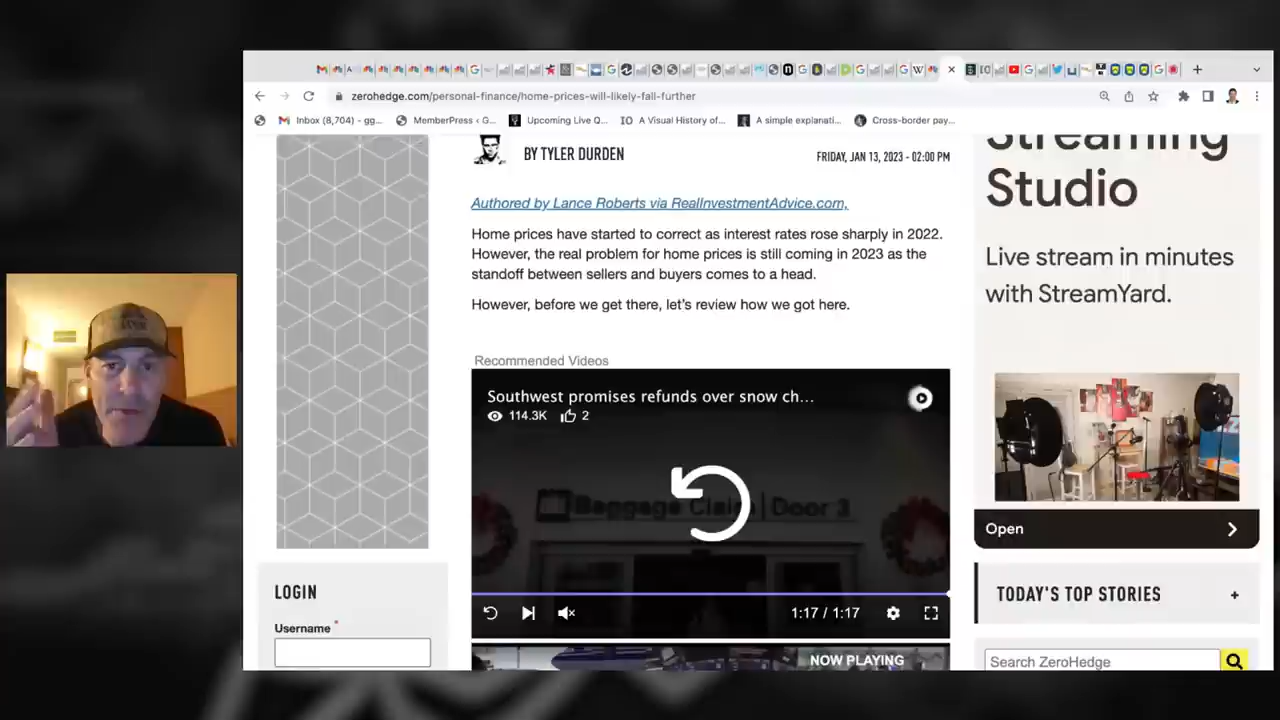 zerohedge.com/personal-finance/home-prices-will-likely-fall-further
Inbox (8,704) - gg...
MemberPress ‹ G...
Upcoming Live Q...
IO A Visual History of...
A simple explanati...
Cross-border pay...
BY TYLER DURDEN
FRIDAY, JAN 13, 2023 - 02:00 PM
Authored by Lance Roberts via RealInvestmentAdvice.com,
Home prices have started to correct as interest rates rose sharply in 2022.
However, the real problem for home prices is still coming in 2023 as the
standoff between sellers and buyers comes to a head.
However, before we get there, let's review how we got here.
Recommended Videos
Southwest promises refunds over snow ch...
114.3K 2
Baggage Claim Door 3
1:17 / 1:17
NOW PLAYING
LOGIN
Username *
Streaming
Studio
Live stream in minutes
with StreamYard.
Open
TODAY'S TOP STORIES +
Search ZeroHedge